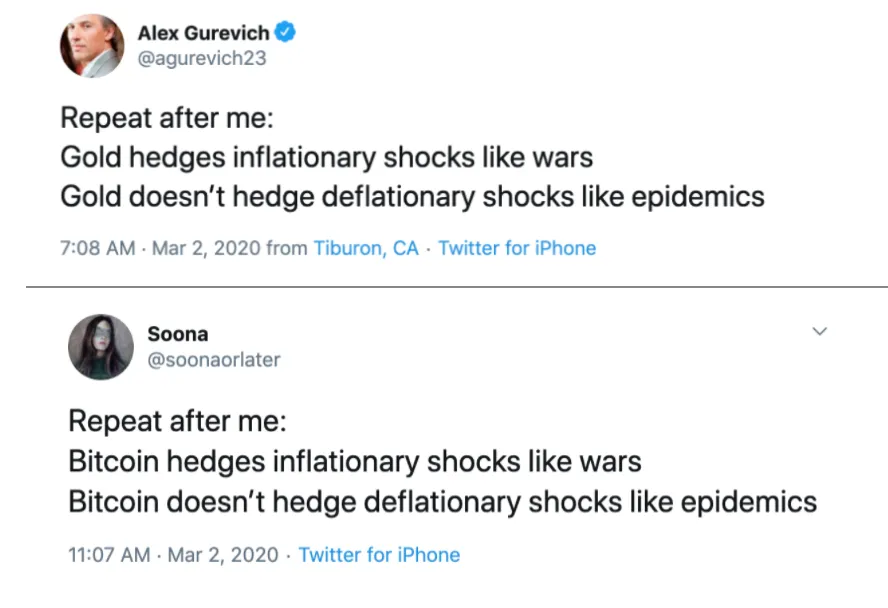 Alex Gurevich
@agurevich23
Repeat after me:
Gold hedges inflationary shocks like wars
Gold doesn’t hedge deflationary shocks like epidemics
7:08 AM · Mar 2, 2020 from Tiburon, CA · Twitter for iPhone
Soona
@soonaorlater
Repeat after me:
Bitcoin hedges inflationary shocks like wars
Bitcoin doesn’t hedge deflationary shocks like epidemics
11:07 AM · Mar 2, 2020 · Twitter for iPhone